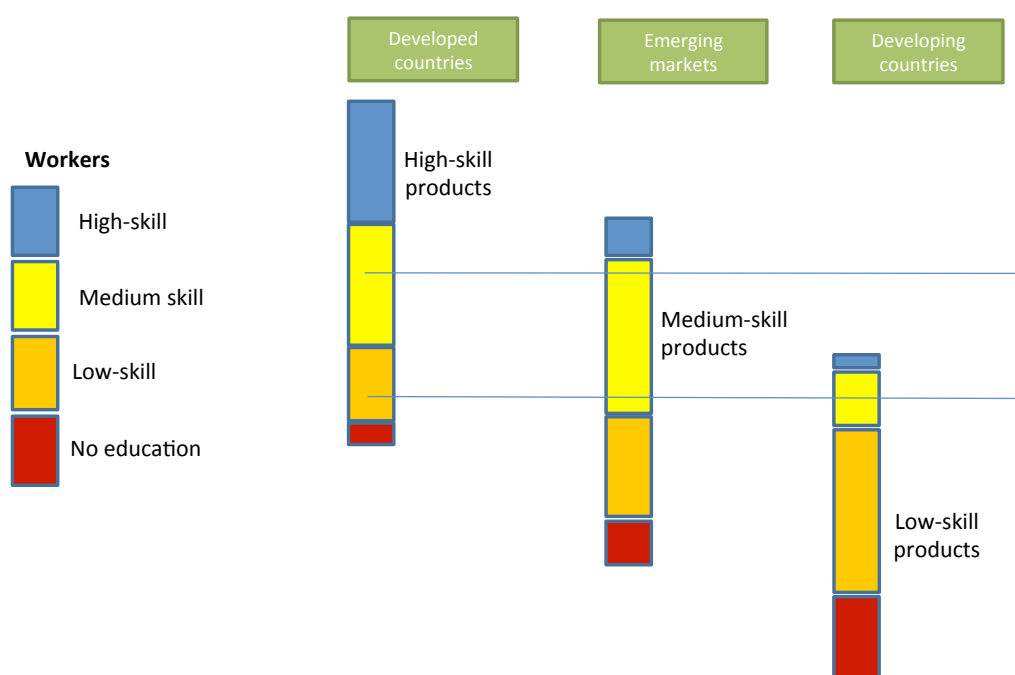 Developed
countries
Emerging
markets
Developing
countries
Workers
High-skill
Medium skill
Low-skill
No education
High-skill
products
Medium-skill
products
Low-skill
products